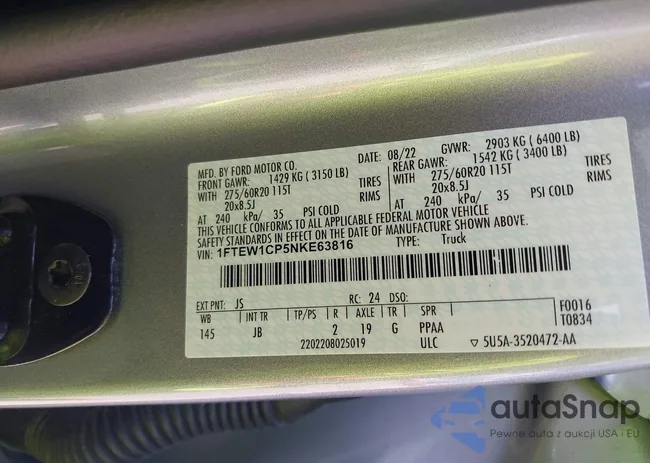 MFD. BY FORD MOTOR CO.
DATE: 08/22 GVWR: 2903 KG ( 6400 LB)
FRONT GAWR: 1429 KG ( 3150 LB) REAR GAWR: 1542 KG ( 3400 LB)
WITH 275/60R20 115T TIRES WITH 275/60R20 115T TIRES
20x8.5J RIMS 20x8.5J RIMS
AT 240 kPa/ 35 PSI COLD AT 240 kPa/ 35 PSI COLD
THIS VEHICLE CONFORMS TO ALL APPLICABLE FEDERAL MOTOR VEHICLE
SAFETY STANDARDS IN EFFECT ON THE DATE OF MANUFACTURE SHOWN ABOVE.
VIN: 1FTEW1CP5NKE63816 TYPE: Truck
EXT PNT: JS RC: 24 DSO: F0016
WB INT TR TP/PS R AXLE TR SPR T0834
145 JB 2 19 G PPAA
2202208025019 ULC ▽ 5U5A-3520472-AA
autaSnap
Pewne auta z aukcji USA i EU